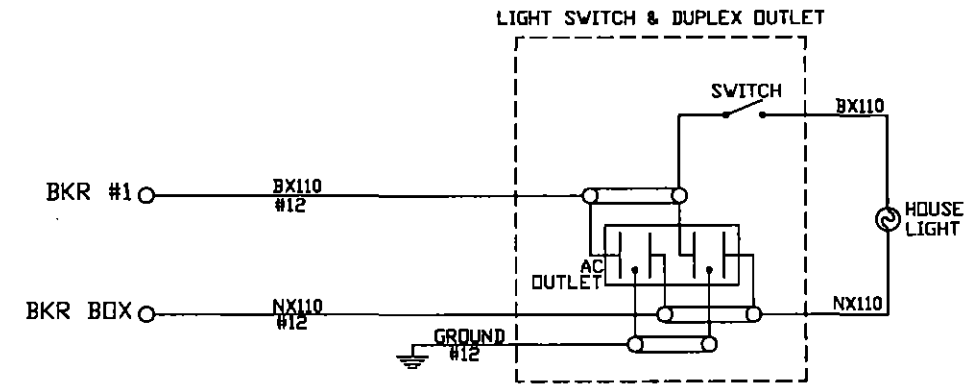 LIGHT SWITCH & DUPLEX OUTLET
SWITCH
BX110
BKR #1
BX110
#12
HOUSE
LIGHT
AC
OUTLET
BKR BOX
NX110
#12
NX110
GROUND
#12